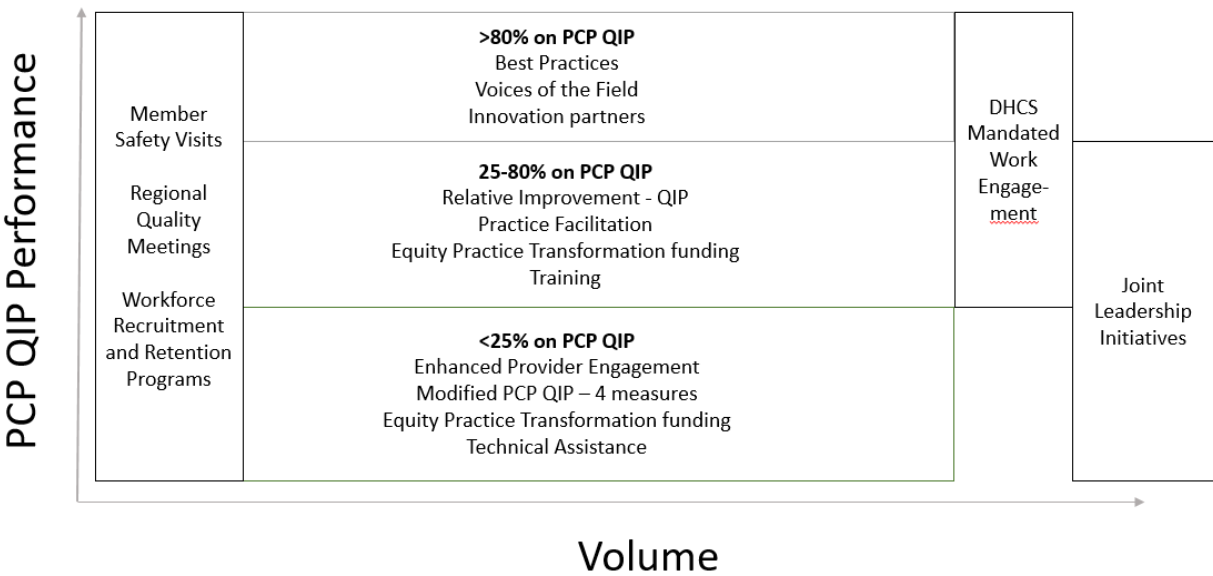 PCP QIP Performance
Member
Safety Visits
Regional
Quality
Meetings
Workforce
Recruitment
and Retention
Programs
>80% on PCP QIP
Best Practices
Voices of the Field
Innovation partners
25-80% on PCP QIP
Relative Improvement - QIP
Practice Facilitation
Equity Practice Transformation funding
Training
<25% on PCP QIP
Enhanced Provider Engagement
Modified PCP QIP – 4 measures
Equity Practice Transformation funding
Technical Assistance
DHCS
Mandated
Work
Engage-
ment
Joint
Leadership
Initiatives
Volume